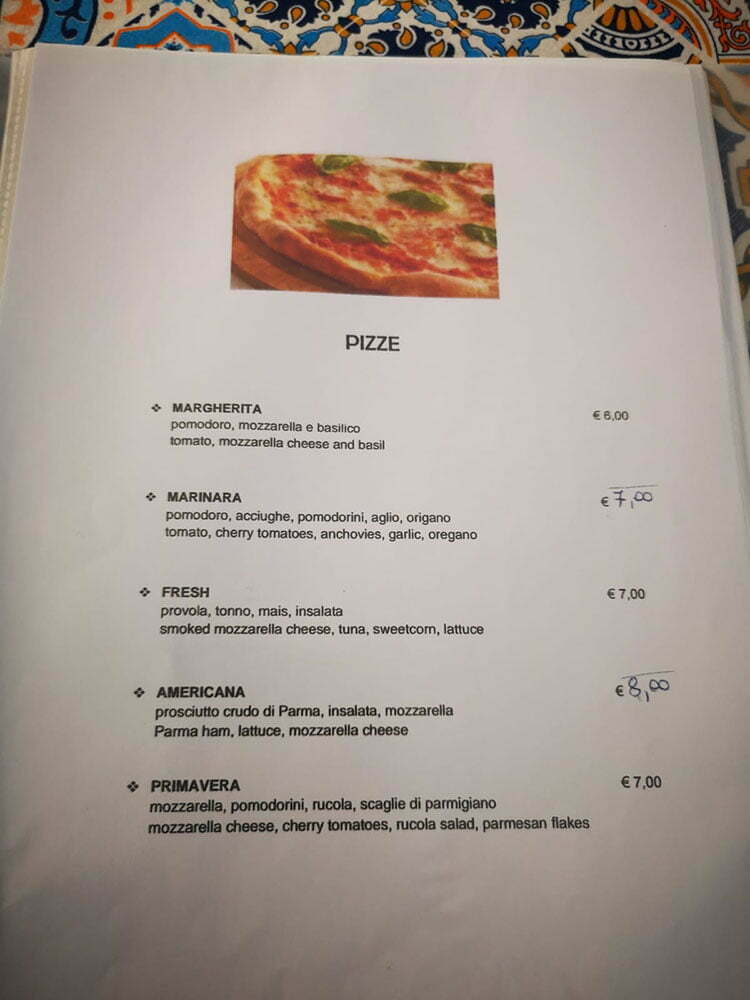 PIZZE
❖ MARGHERITA € 6,00
pomodoro, mozzarella e basilico
tomato, mozzarella cheese and basil
❖ MARINARA € 7,00
pomodoro, acciughe, pomodorini, aglio, origano
tomato, cherry tomatoes, anchovies, garlic, oregano
❖ FRESH € 7,00
provola, tonno, mais, insalata
smoked mozzarella cheese, tuna, sweetcorn, lattuce
❖ AMERICANA € 8,00
prosciutto crudo di Parma, insalata, mozzarella
Parma ham, lattuce, mozzarella cheese
❖ PRIMAVERA € 7,00
mozzarella, pomodorini, rucola, scaglie di parmigiano
mozzarella cheese, cherry tomatoes, rucola salad, parmesan flakes